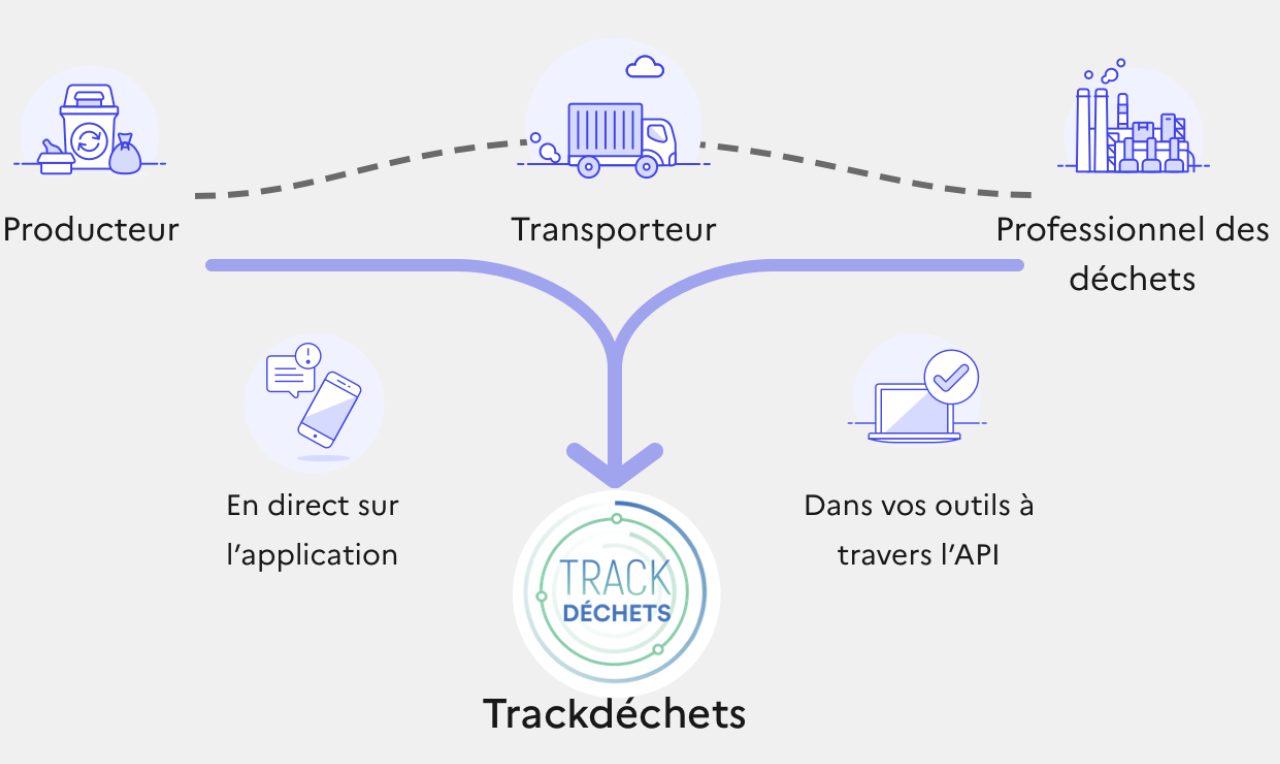 Producteur
Transporteur
Professionnel des
déchets
En direct sur
l’application
Dans vos outils à
travers l’API
TRACK
DÉCHETS
Trackdéchets